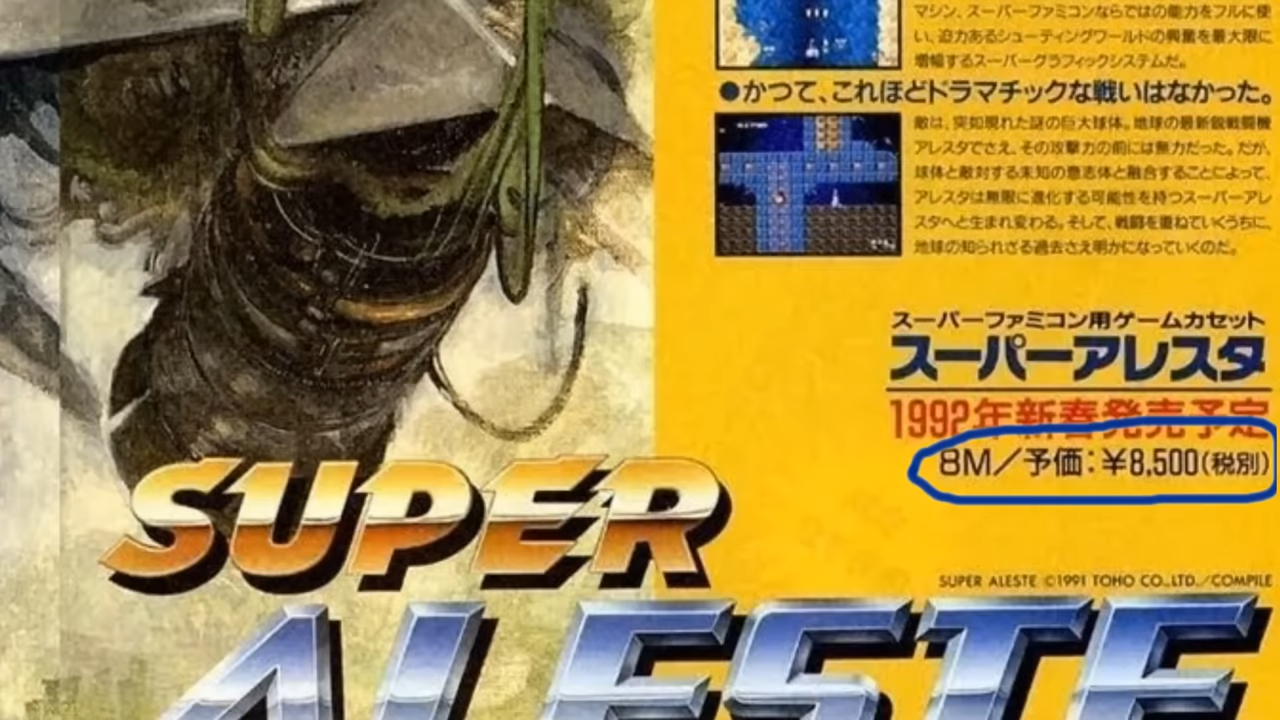 マシン、スーパーファミコンならではの能力をフルに使
い、迫力あるシューティングワールドの興奮を最大限に
増幅するスーパーグラフィックシステムだ。
●かつて、これほどドラマチックな戦いはなかった。
敵は、突如現れた謎の巨大球体。地球の最新鋭戦闘機
アレスタでさえ、その攻撃力の前には無力だった。だが、
球体と敵対する未知の意志体と融合することによって、
アレスタは無限に進化する可能性を持つスーパーアレ
スタへと生まれ変わる。そして、戦闘を重ねていくうちに、
地球の知られざる過去さえ明かになっていくのだ。
スーパーファミコン用ゲームカセット
スーパーアレスタ
1992年新春発売予定
8M／予価：￥8,500（税別）
SUPER ALESTE ©1991 TOHO CO.,LTD.／COMPILE
SUPER
ALESTE